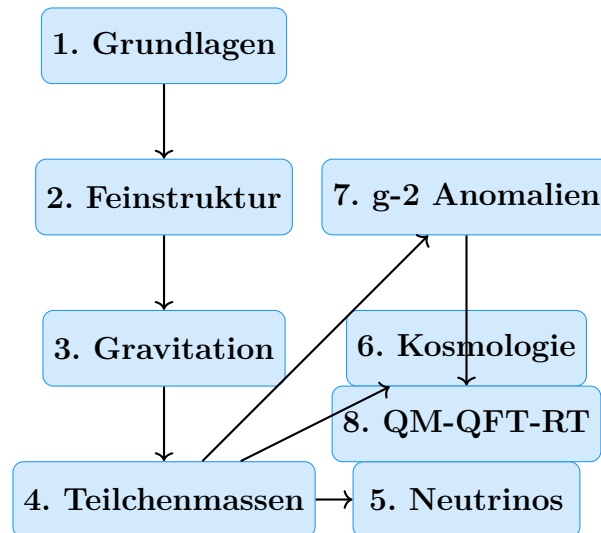 1. Grundlagen
2. Feinstruktur
7. g-2 Anomalien
3. Gravitation
6. Kosmologie
8. QM-QFT-RT
4. Teilchenmassen
5. Neutrinos